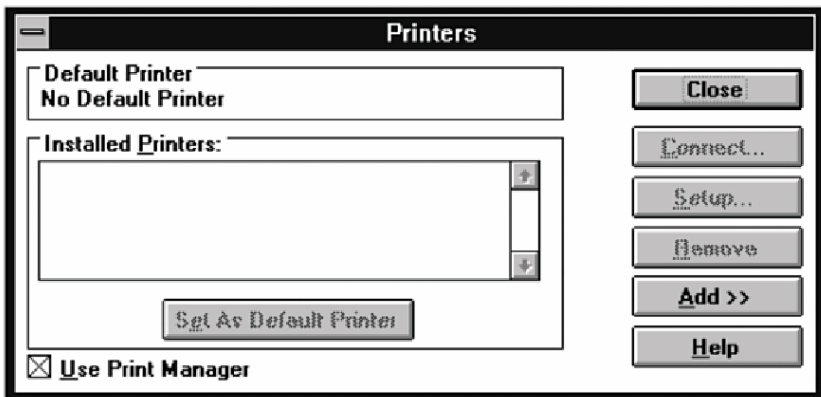 Printers
Default Printer
No Default Printer
Installed Printers:
Set As Default Printer
Use Print Manager
Close
Connect...
Setup...
Remove
Add >>
Help